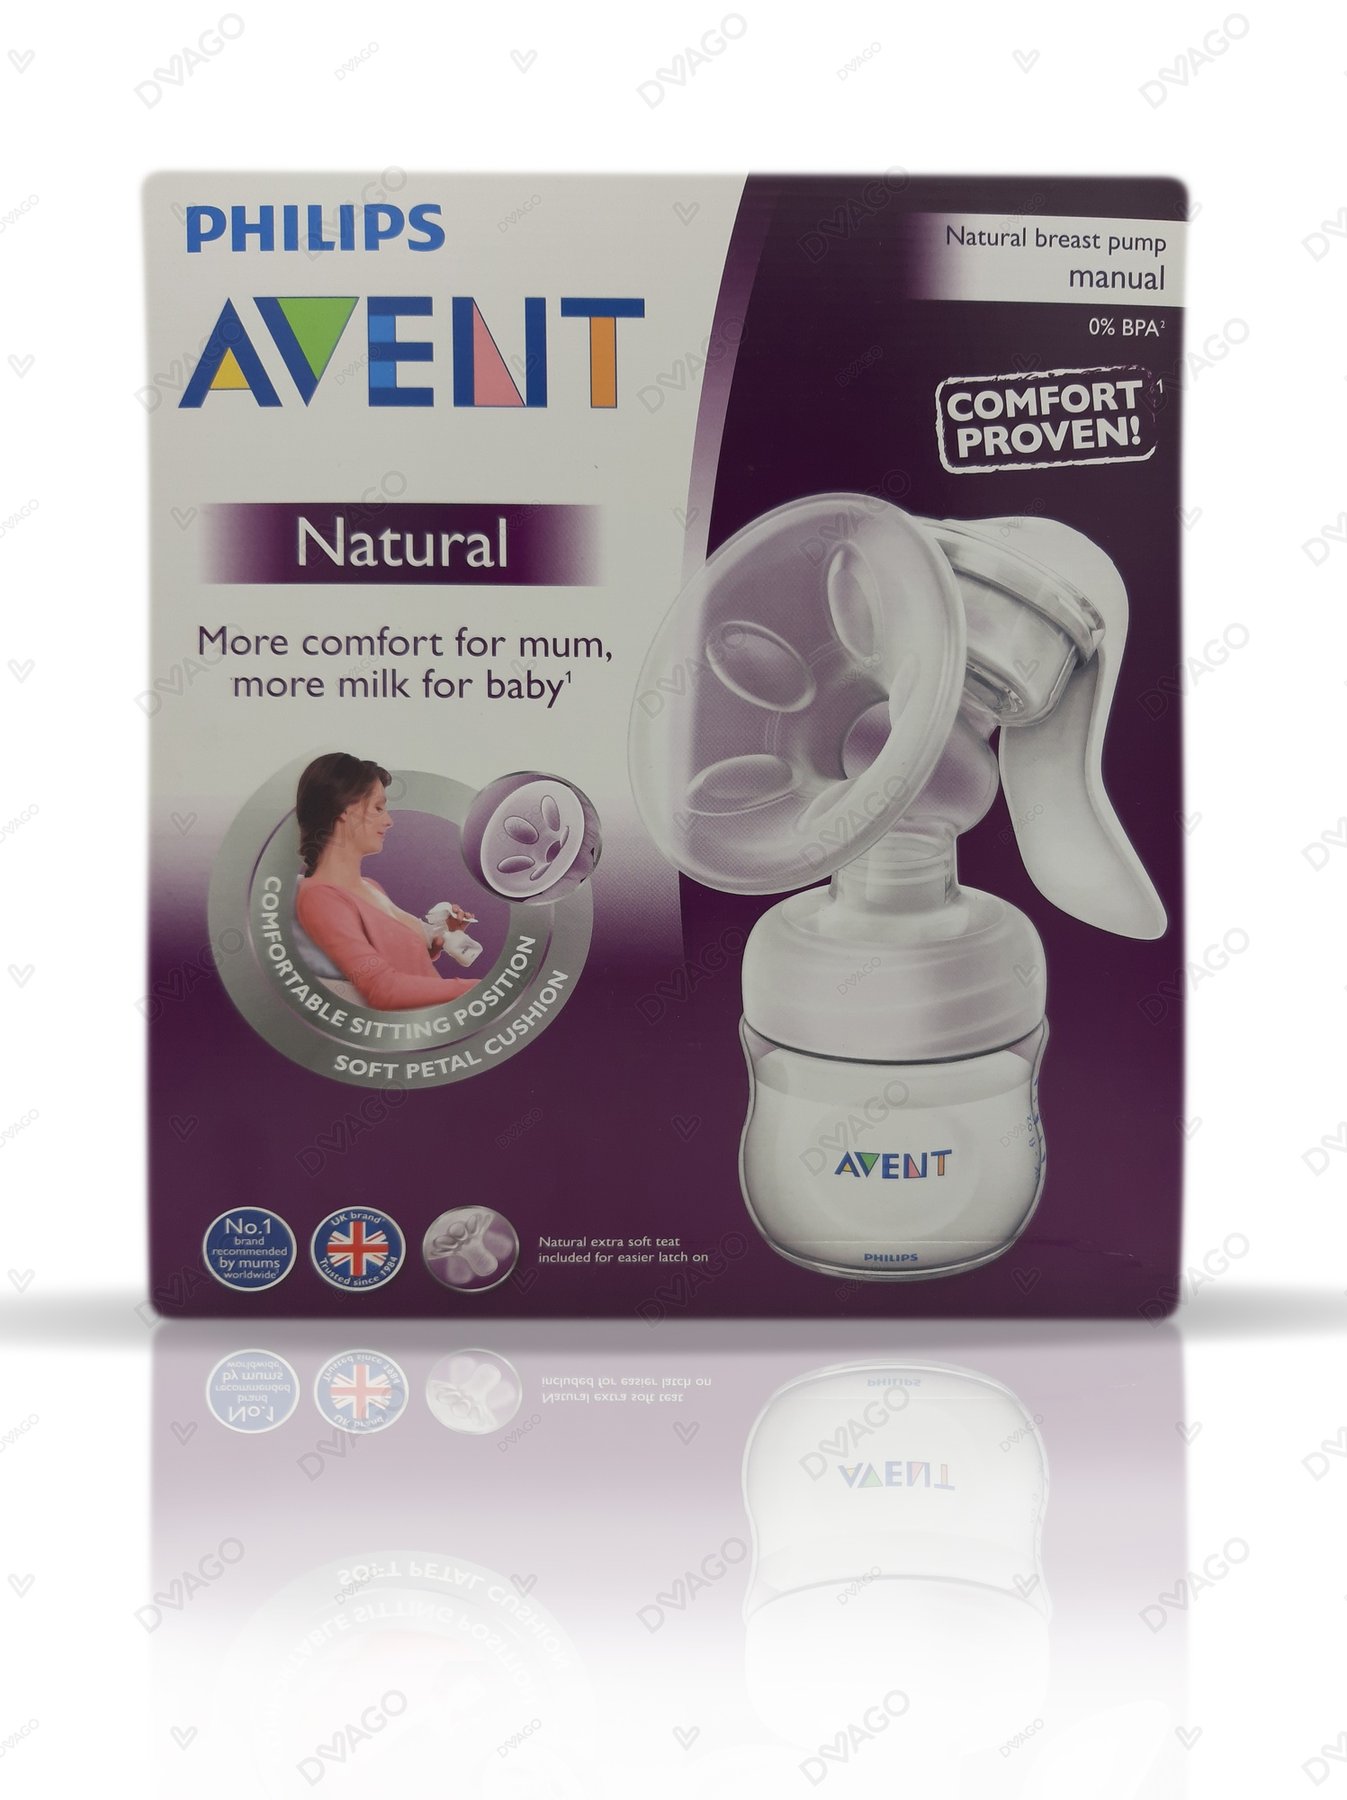 PHILIPS
AVENT
Natural breast pump
manual
0% BPA²
COMFORT
PROVEN!¹
Natural
More comfort for mum,
more milk for baby¹
COMFORTABLE SITTING POSITION
SOFT PETAL CUSHION
AVENT
PHILIPS
No.1
brand
recommended
by mums
worldwide
UK brand
Trusted since 1984
Natural extra soft teat
included for easier latch on
DVAGO